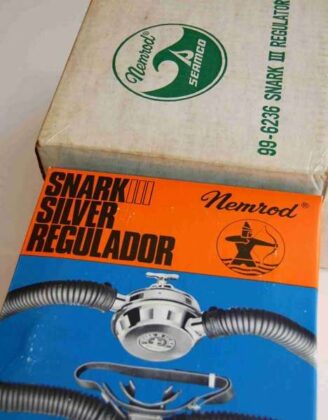 Nemrod®
SEAMCO
99-6236 SNARK III REGULATOR
SNARK III
SILVER
REGULADOR
Nemrod®